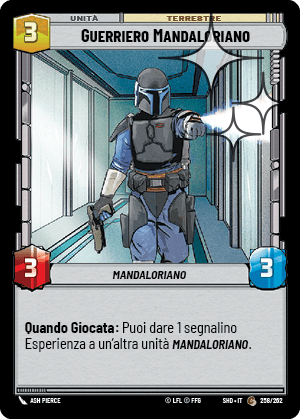 UNITÀ
TERRESTRE
3
Guerriero Mandaloriano
3
3
MANDALORIANO
Quando Giocata: Puoi dare 1 segnalino
Esperienza a un'altra unità MANDALORIANO.
ASH PIERCE
© LFL © FFG
SHD • IT
258/262